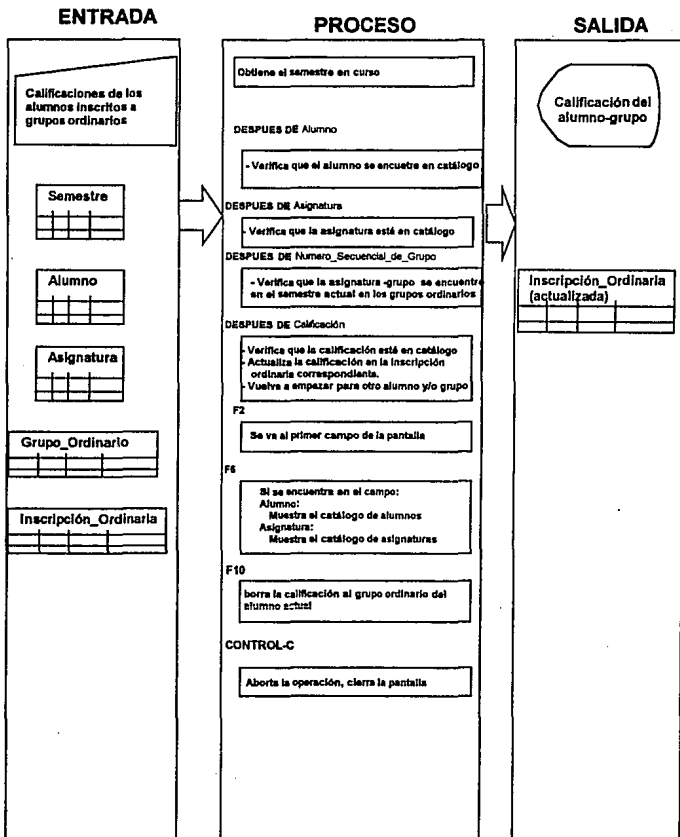 ENTRADA
PROCESO
SALIDA
Calificaciones de los
alumnos inscritos a
grupos ordinarios
Semestre
Alumno
Asignatura
Grupo_Ordinario
Inscripción_Ordinaria
Obtiene el semestre en curso
DESPUES DE Alumno
- Verifica que el alumno se encuetre en catálogo
DESPUES DE Asignatura
- Verifica que la asignatura está en catálogo
DESPUES DE Numero_Secuencial_de_Grupo
- Verifica que la asignatura -grupo se encuentre
en el semestre actual en los grupos ordinarios
DESPUES DE Calificación
- Verifica que la calificación está en catálogo
- Actualiza la calificación en la inscripción
ordinaria correspondiente.
- Vuelve a empezar para otro alumno y/o grupo
F2
Se va al primer campo de la pantalla
F6
Si se encuentra en el campo:
Alumno:
Muestra el catálogo de alumnos
Asignatura:
Muestra el catálogo de asignaturas
F10
borra la calificación al grupo ordinario del
alumno actual
CONTROL-C
Aborta la operación, cierra la pantalla
Calificación del
alumno-grupo
Inscripción_Ordinaria
(actualizada)